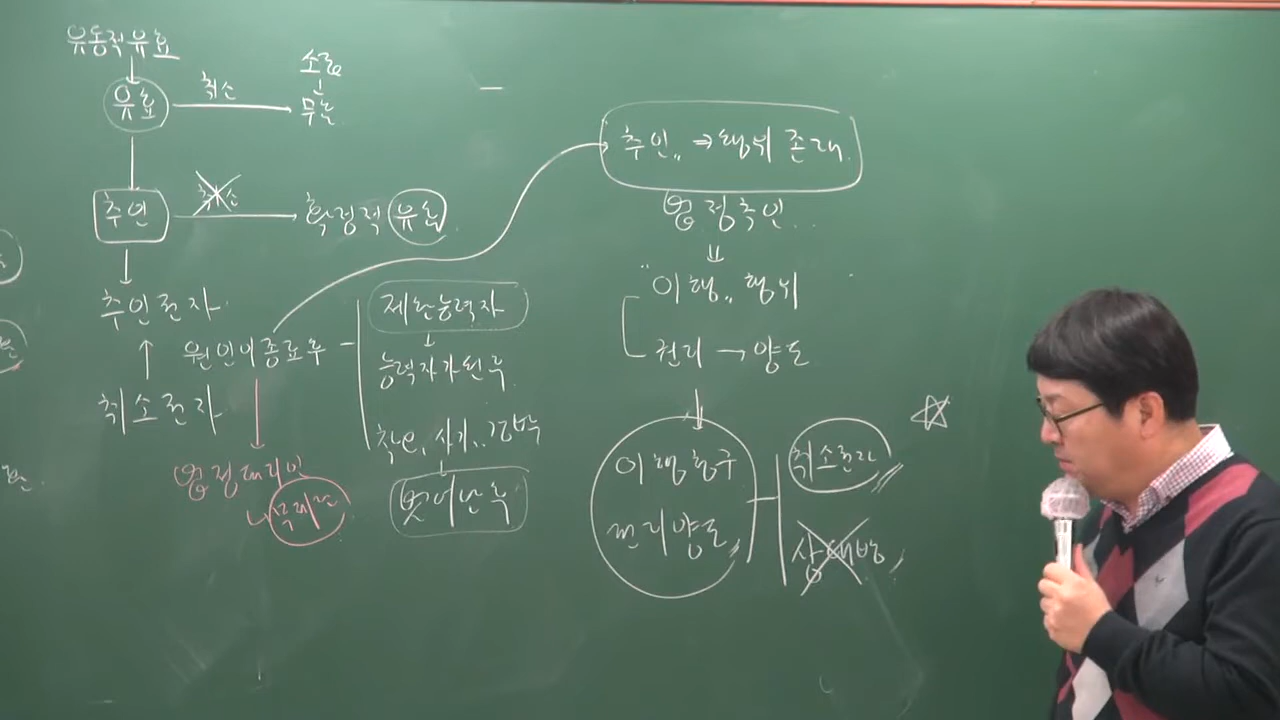 유동적유효
유효
취소
소급
무효
추인
취소
확정적 유효
추인권자
취소권자
원인이종료후
법정대리인
제한능력자
능력자가된후
착오, 사기, 강박
벗어난 후
추인 ⇒ 행위 존재
법정추인
이행 행위
권리 → 양도
이행청구
권리양도
취소권자
상대방